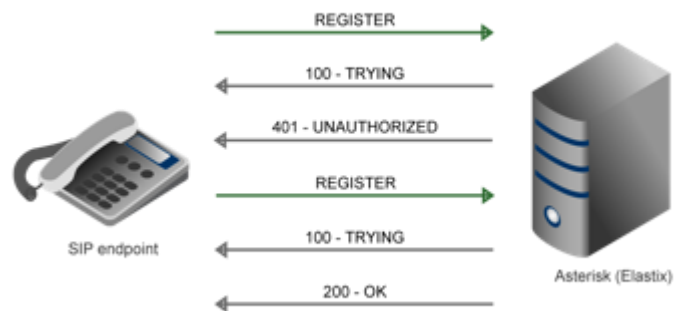 REGISTER
100 - TRYING
401 - UNAUTHORIZED
REGISTER
100 - TRYING
200 - OK
SIP endpoint
Asterisk (Elastix)